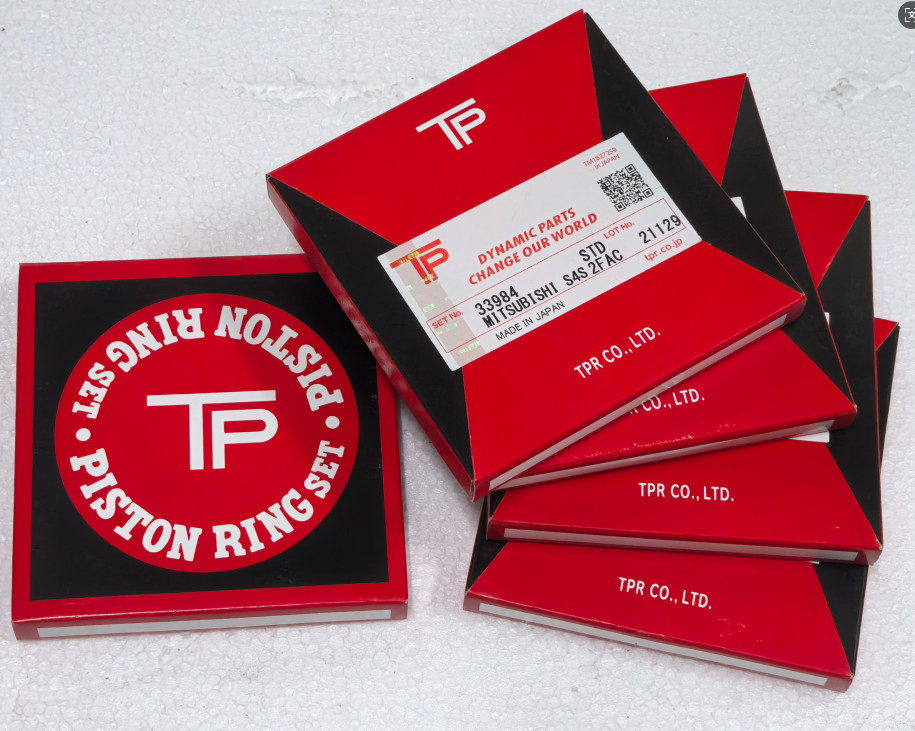 TP
PISTON RING SET • PISTON RING SET •
TP
TMT827259
in JAPAN
TP
DYNAMIC PARTS
CHANGE OUR WORLD
STD
LOT No.
21129
SET No.
33984
MITSUBISHI S4S 2FAC
tpr.co.jp
MADE IN JAPAN
TPR CO., LTD.
CO., LTD.
TPR CO., LTD.
TPR CO., LTD.